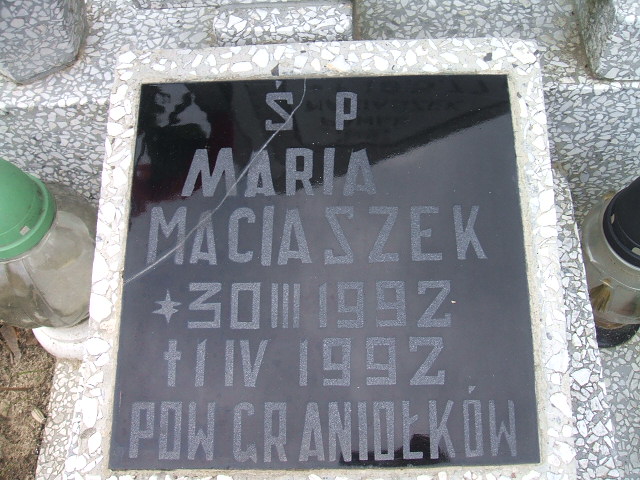 Ś P
MARIA
MACIASZEK
*30 III 1992
†1 IV 1992
POW GRANIOŁKÓW